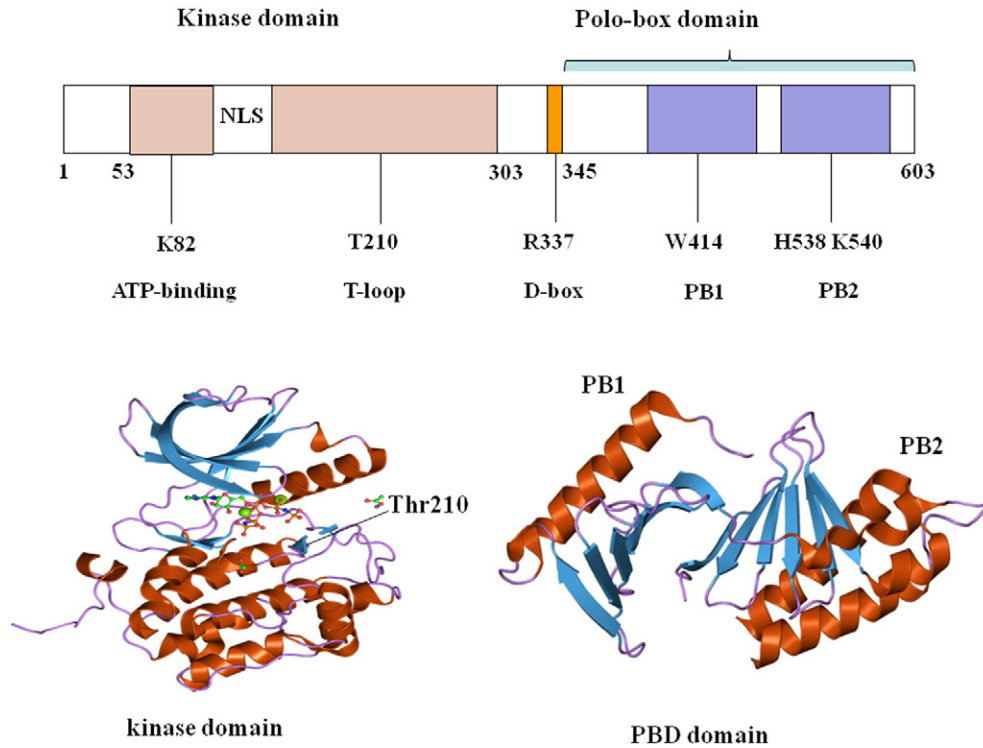 Kinase domain Polo-box domain
NLS
1 53 303 345 603
K82 T210 R337 W414 H538 K540
ATP-binding T-loop D-box PB1 PB2
PB1
PB2
Thr210
kinase domain PBD domain